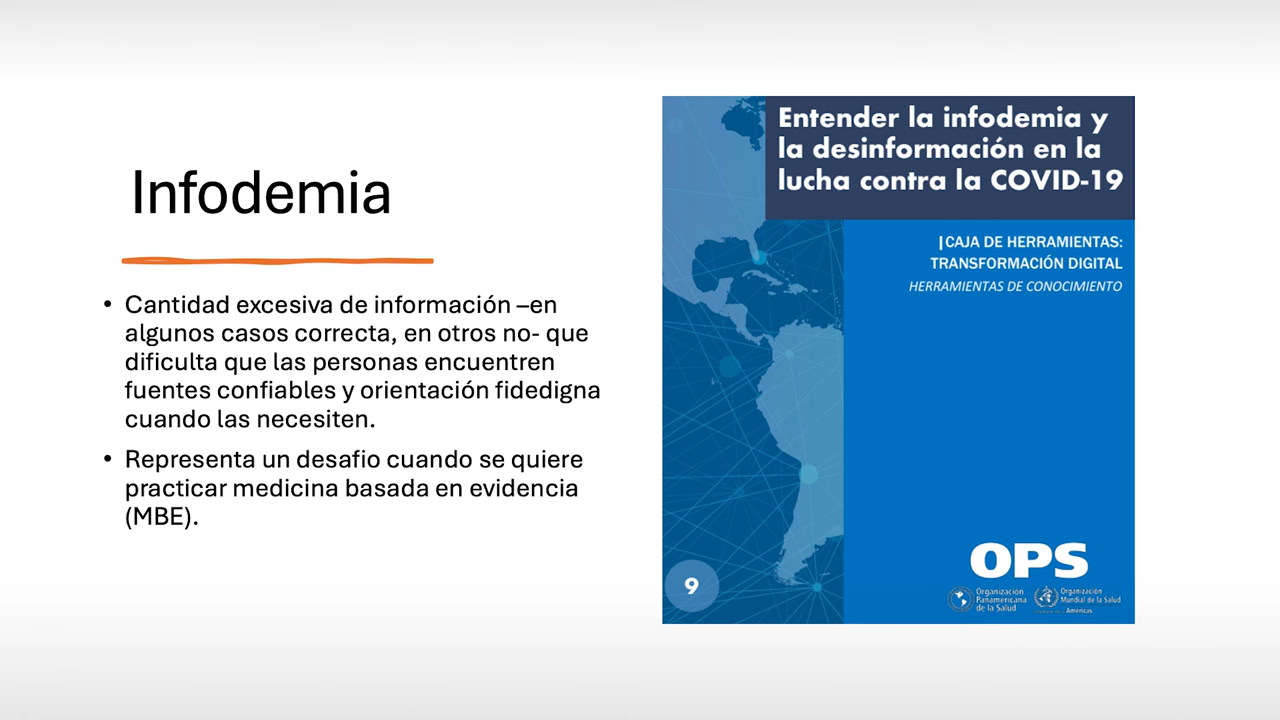 Infodemia
• Cantidad excesiva de información –en
algunos casos correcta, en otros no- que
dificulta que las personas encuentren
fuentes confiables y orientación fidedigna
cuando las necesiten.
• Representa un desafio cuando se quiere
practicar medicina basada en evidencia
(MBE).
Entender la infodemia y
la desinformación en la
lucha contra la COVID-19
|CAJA DE HERRAMIENTAS:
TRANSFORMACIÓN DIGITAL
HERRAMIENTAS DE CONOCIMIENTO
9
OPS
Organización
Panamericana
de la Salud
Organización
Mundial de la Salud
Américas